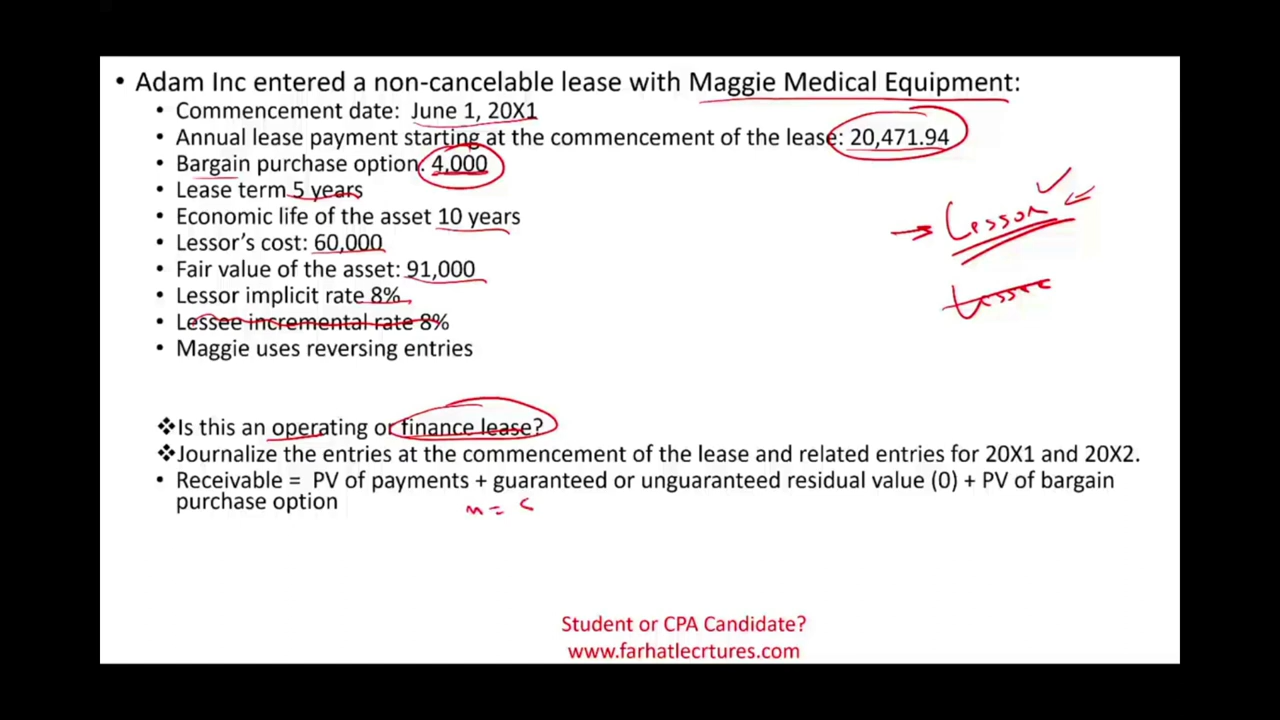 • Adam Inc entered a non-cancelable lease with Maggie Medical Equipment:
• Commencement date: June 1, 20X1
• Annual lease payment starting at the commencement of the lease: 20,471.94
• Bargain purchase option. 4,000
• Lease term 5 years
• Economic life of the asset 10 years
• Lessor's cost: 60,000
• Fair value of the asset: 91,000
• Lessor implicit rate 8%
• Lessee incremental rate 8%
• Maggie uses reversing entries
Lessor
Lessee
❖Is this an operating or finance lease?
❖Journalize the entries at the commencement of the lease and related entries for 20X1 and 20X2.
• Receivable = PV of payments + guaranteed or unguaranteed residual value (0) + PV of bargain
purchase option
n =
Student or CPA Candidate?
www.farhatlecrtures.com